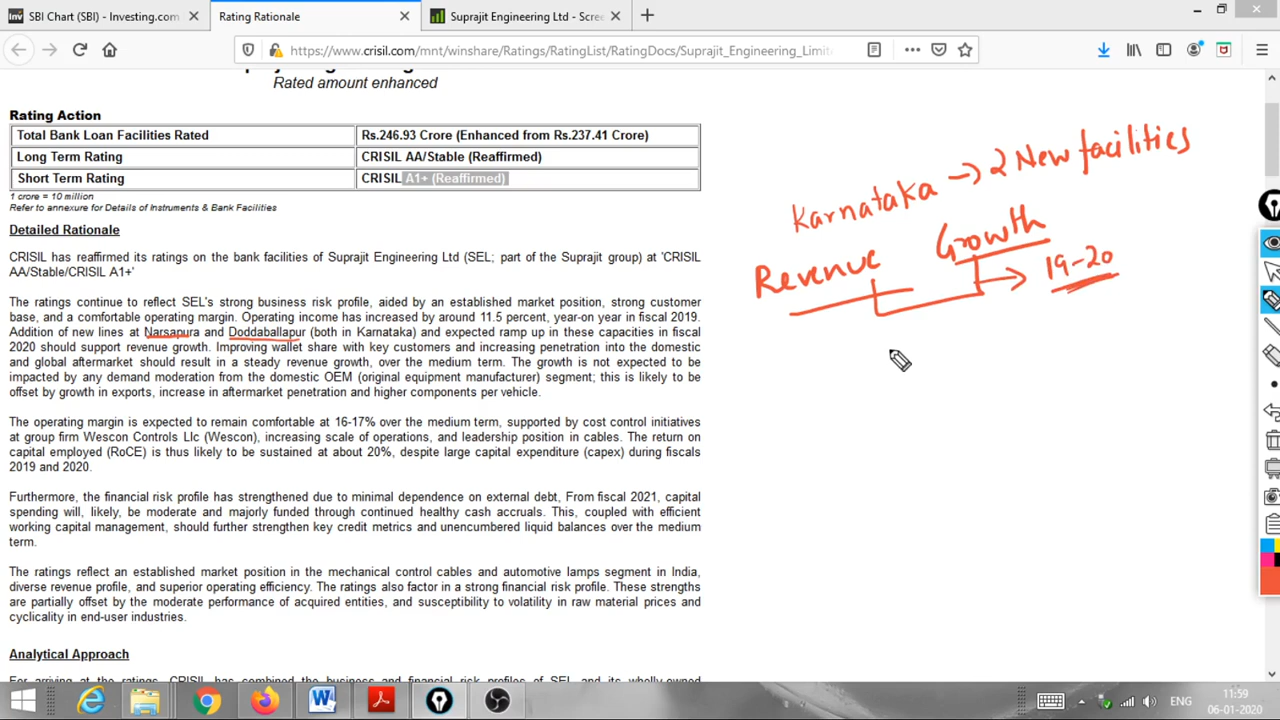 SBI Chart (SBI) - Investing.com
Rating Rationale
Suprajit Engineering Ltd - Scre
https://www.crisil.com/mnt/winshare/Ratings/RatingList/RatingDocs/Suprajit_Engineering_Limit
Rated amount enhanced
Rating Action
Total Bank Loan Facilities Rated Rs.246.93 Crore (Enhanced from Rs.237.41 Crore)
Long Term Rating CRISIL AA/Stable (Reaffirmed)
Short Term Rating CRISIL A1+ (Reaffirmed)
1 crore = 10 million
Refer to annexure for Details of Instruments & Bank Facilities
Detailed Rationale
CRISIL has reaffirmed its ratings on the bank facilities of Suprajit Engineering Ltd (SEL; part of the Suprajit group) at 'CRISIL
AA/Stable/CRISIL A1+'
The ratings continue to reflect SEL's strong business risk profile, aided by an established market position, strong customer
base, and a comfortable operating margin. Operating income has increased by around 11.5 percent, year-on year in fiscal 2019.
Addition of new lines at Narsapura and Doddaballapur (both in Karnataka) and expected ramp up in these capacities in fiscal
2020 should support revenue growth. Improving wallet share with key customers and increasing penetration into the domestic
and global aftermarket should result in a steady revenue growth, over the medium term. The growth is not expected to be
impacted by any demand moderation from the domestic OEM (original equipment manufacturer) segment; this is likely to be
offset by growth in exports, increase in aftermarket penetration and higher components per vehicle.
The operating margin is expected to remain comfortable at 16-17% over the medium term, supported by cost control initiatives
at group firm Wescon Controls Llc (Wescon), increasing scale of operations, and leadership position in cables. The return on
capital employed (RoCE) is thus likely to be sustained at about 20%, despite large capital expenditure (capex) during fiscals
2019 and 2020.
Furthermore, the financial risk profile has strengthened due to minimal dependence on external debt, From fiscal 2021, capital
spending will, likely, be moderate and majorly funded through continued healthy cash accruals. This, coupled with efficient
working capital management, should further strengthen key credit metrics and unencumbered liquid balances over the medium
term.
The ratings reflect an established market position in the mechanical control cables and automotive lamps segment in India,
diverse revenue profile, and superior operating efficiency. The ratings also factor in a strong financial risk profile. These strengths
are partially offset by the moderate performance of acquired entities, and susceptibility to volatility in raw material prices and
cyclicality in end-user industries.
Analytical Approach
For arriving at the ratings, CRISIL has combined the business and financial risk profiles of SEL and its wholly-owned
Karnataka → 2 New facilities
Revenue Growth → 19-20
ENG
11:59
06-01-2020